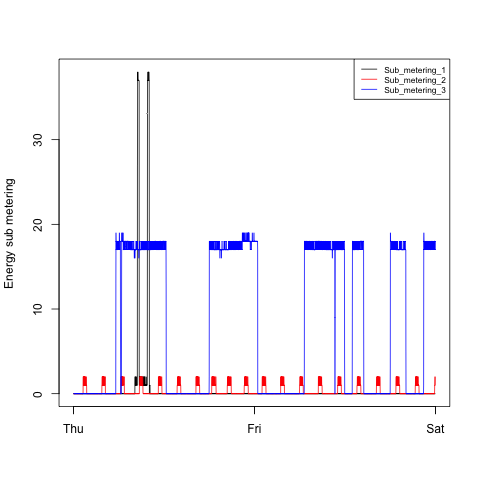 Sub_metering_1
Sub_metering_2
Sub_metering_3
Energy sub metering
30
20
10
0
Thu Fri Sat